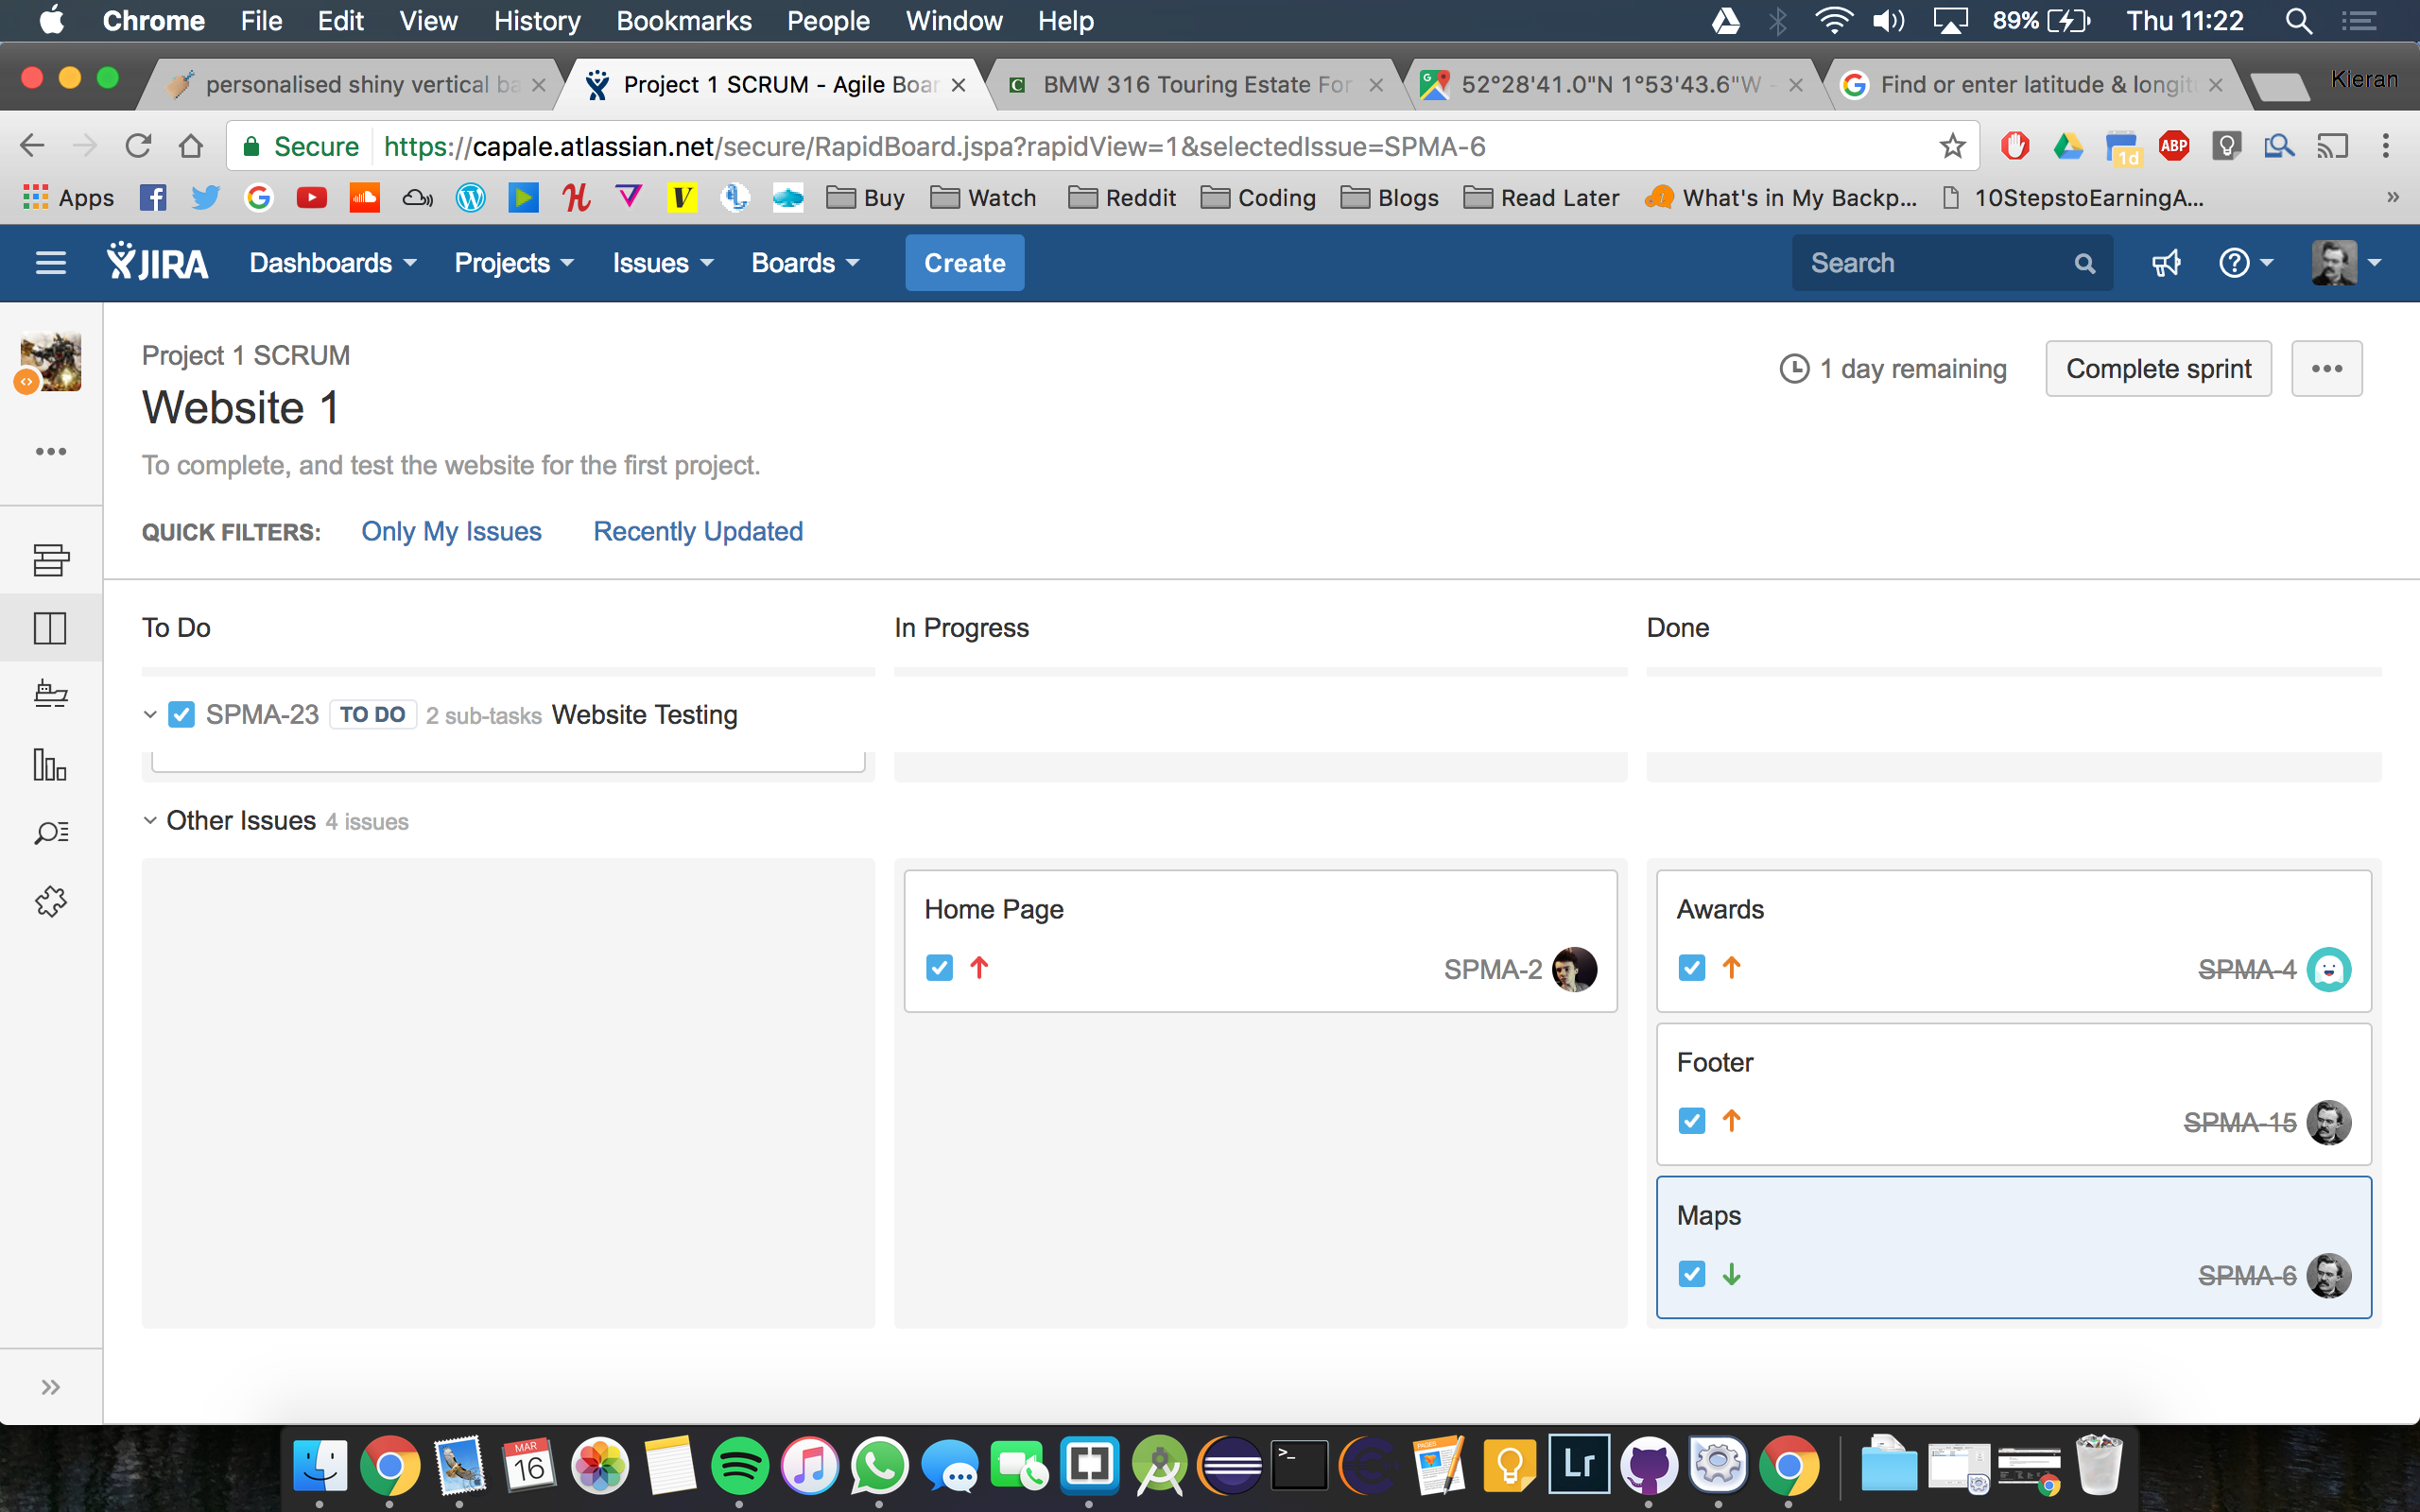 Chrome File Edit View History Bookmarks People Window Help 89% Thu 11:22
personalised shiny vertical ba Project 1 SCRUM - Agile Boar BMW 316 Touring Estate For 52°28'41.0"N 1°53'43.6"W - Find or enter latitude & longit Kieran
Secure https://capale.atlassian.net/secure/RapidBoard.jspa?rapidView=1&selectedIssue=SPMA-6 1d ABP
Apps Buy Watch Reddit Coding Blogs Read Later What's in My Backp... 10StepstoEarningA... »
JIRA Dashboards Projects Issues Boards Create Search
Project 1 SCRUM
Website 1
1 day remaining Complete sprint
To complete, and test the website for the first project.
QUICK FILTERS: Only My Issues Recently Updated
To Do In Progress Done
SPMA-23 TO DO 2 sub-tasks Website Testing
Other Issues 4 issues
Home Page
SPMA-2
Awards
SPMA-4
Footer
SPMA-15
Maps
SPMA-6
MAR
16
PAGES
Lr